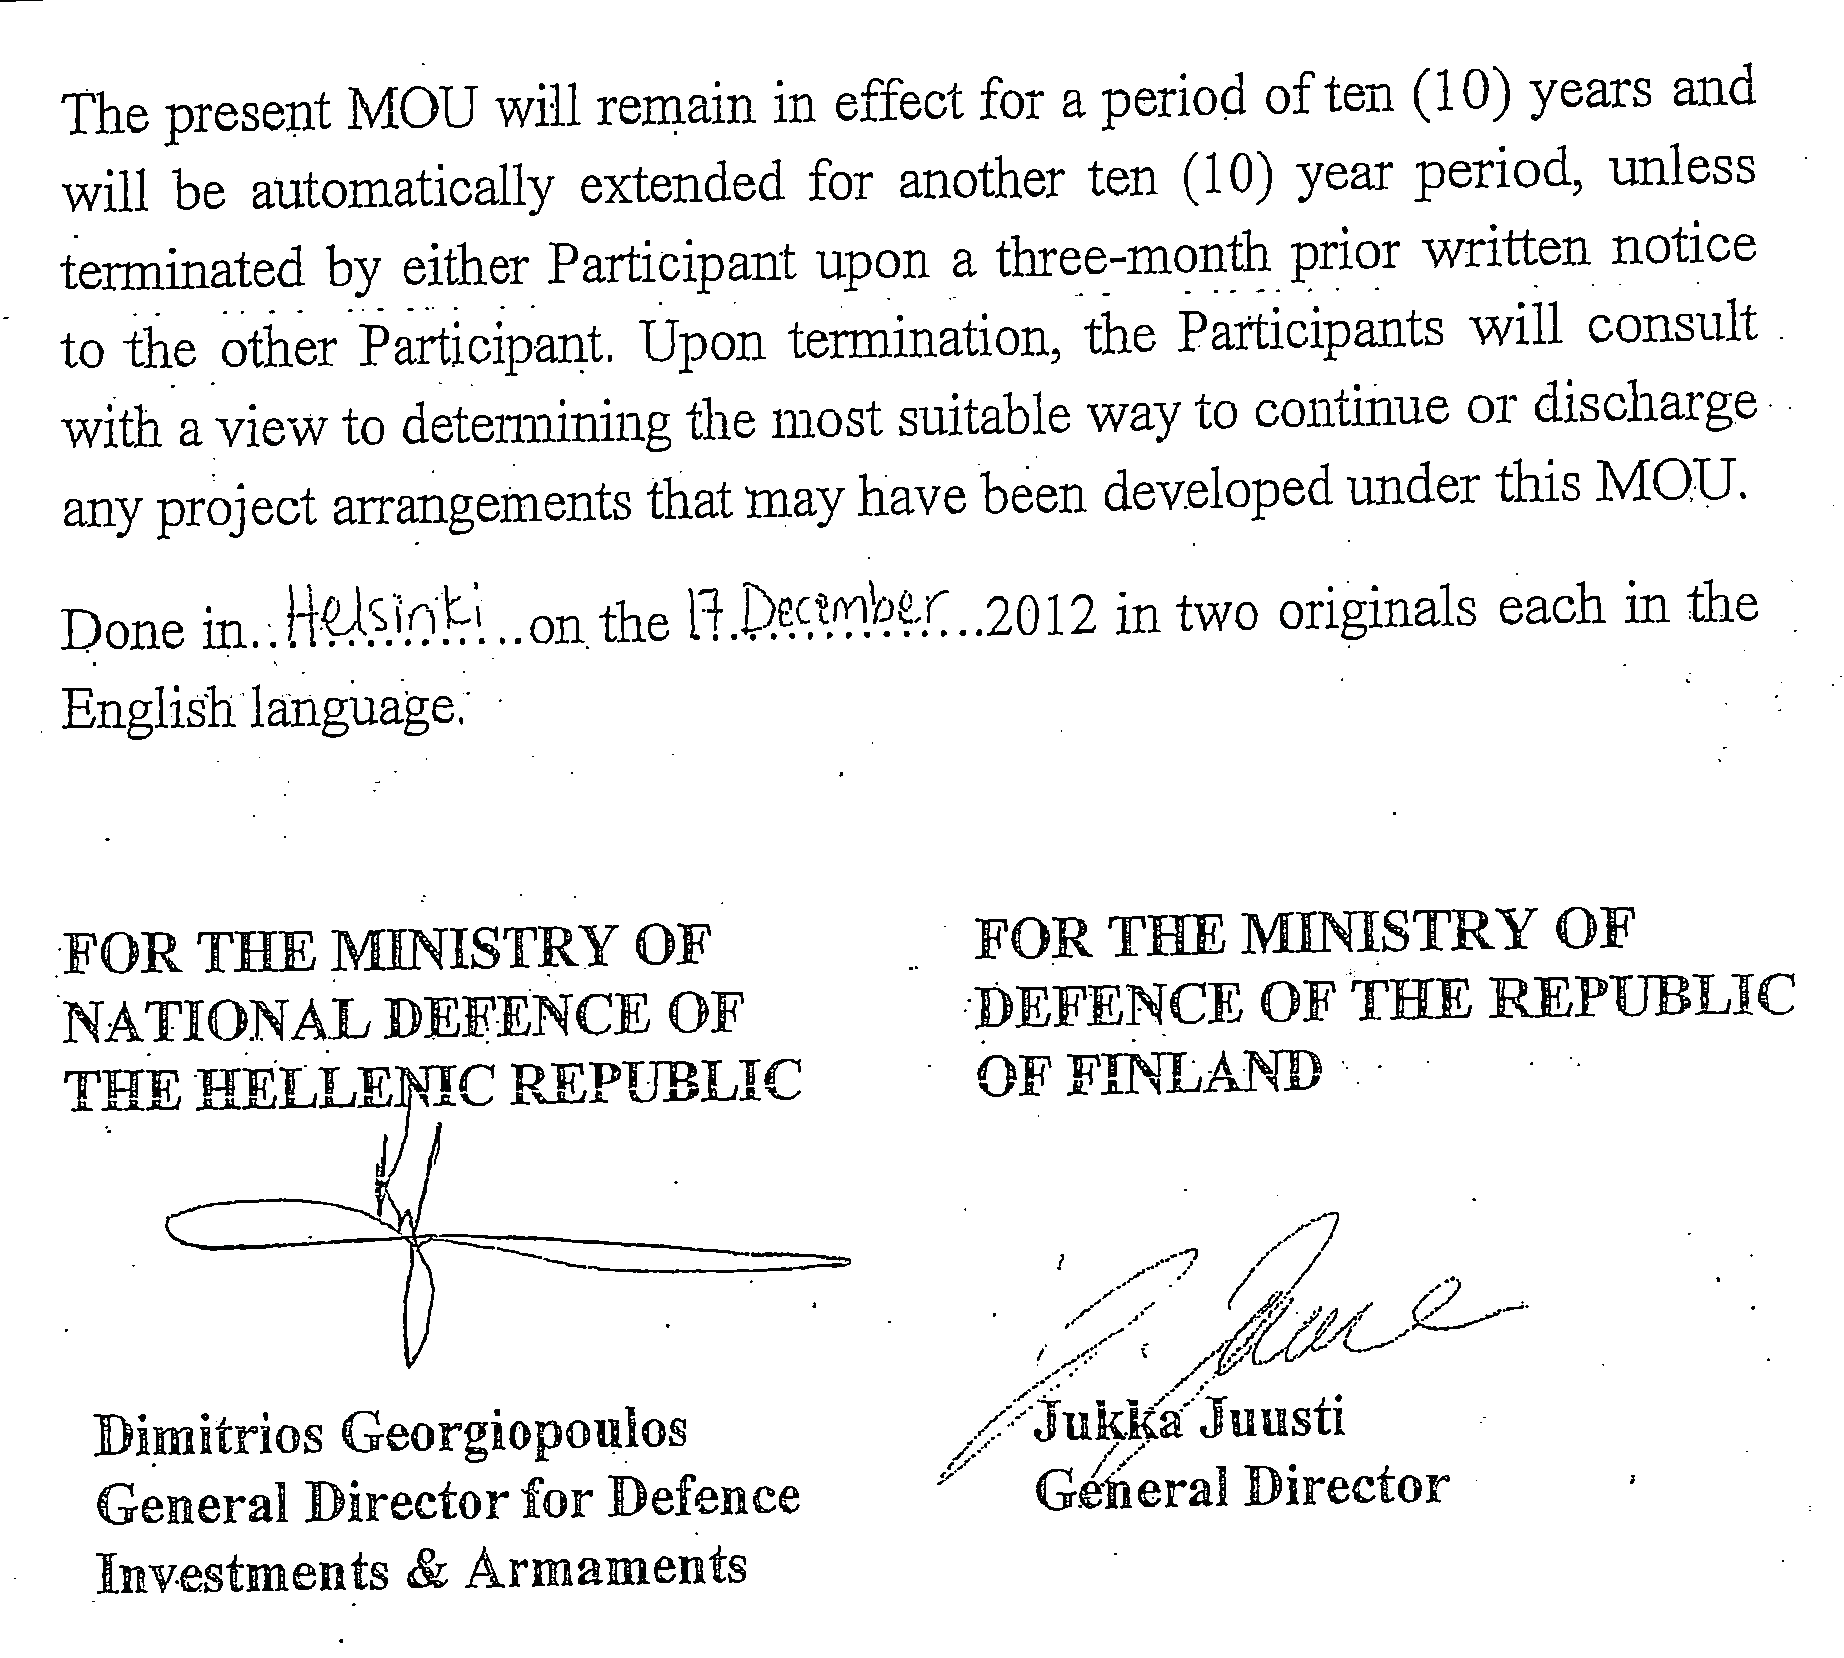 The present MOU will remain in effect for a period of ten (10) years and
will be automatically extended for another ten (10) year period, unless
terminated by either Participant upon a three-month prior written notice
to the other Participant. Upon termination, the Participants will consult
with a view to determining the most suitable way to continue or discharge
any project arrangements that may have been developed under this MOU.
Done in..Helsinki...on the 17.December...2012 in two originals each in the
English language.
FOR THE MINISTRY OF
NATIONAL DEFENCE OF
THE HELLENIC REPUBLIC
Dimitrios Georgiopoulos
General Director for Defence
Investments & Armaments
FOR THE MINISTRY OF
DEFENCE OF THE REPUBLIC
OF FINLAND
Jukka Juusti
General Director